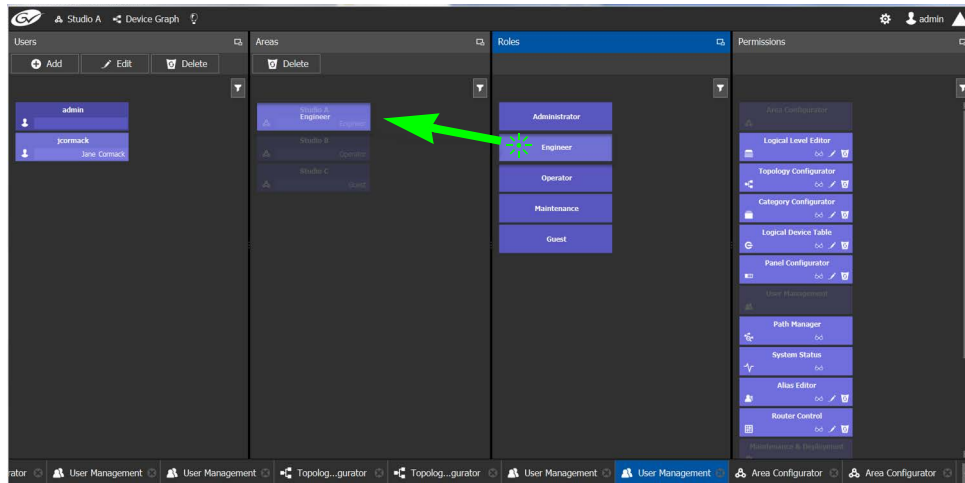 Studio A Device Graph admin
Users Areas Roles Permissions
Add Edit Delete Delete
admin
jcormack
Jane Cormack
Studio A
Engineer
Engineer
Studio B
Operator
Studio C
Guest
Administrator
Engineer
Operator
Maintenance
Guest
Area Configurator
Logical Level Editor
Topology Configurator
Category Configurator
Logical Device Table
Panel Configurator
User Management
Path Manager
System Status
Alias Editor
Router Control
Maintenance & Deployment
rator User Management User Management Topolog...gurator Topolog...gurator User Management User Management Area Configurator Area Configurator